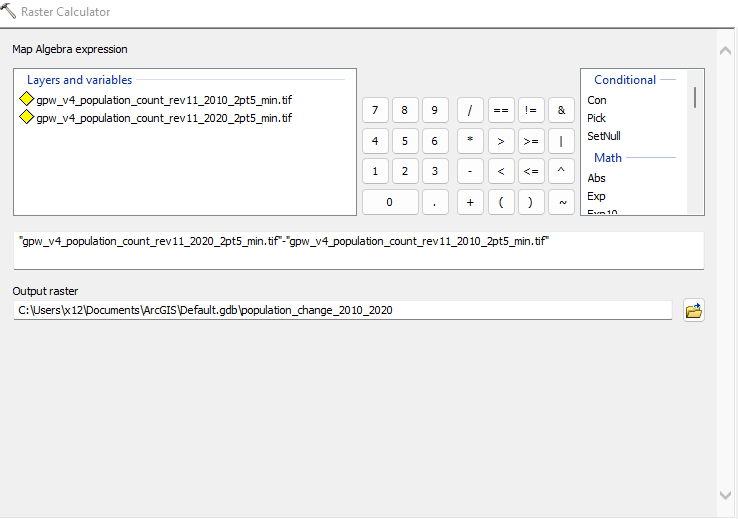 Raster Calculator
Map Algebra expression
Layers and variables
gpw_v4_population_count_rev11_2010_2pt5_min.tif
gpw_v4_population_count_rev11_2020_2pt5_min.tif
7 8 9 / == != &
4 5 6 * > >= |
1 2 3 - < <= ^
0 . + ( ) ~
Conditional
Con
Pick
SetNull
Math
Abs
Exp
Exp10
"gpw_v4_population_count_rev11_2020_2pt5_min.tif"-"gpw_v4_population_count_rev11_2010_2pt5_min.tif"
Output raster
C:\Users\x12\Documents\ArcGIS\Default.gdb\population_change_2010_2020